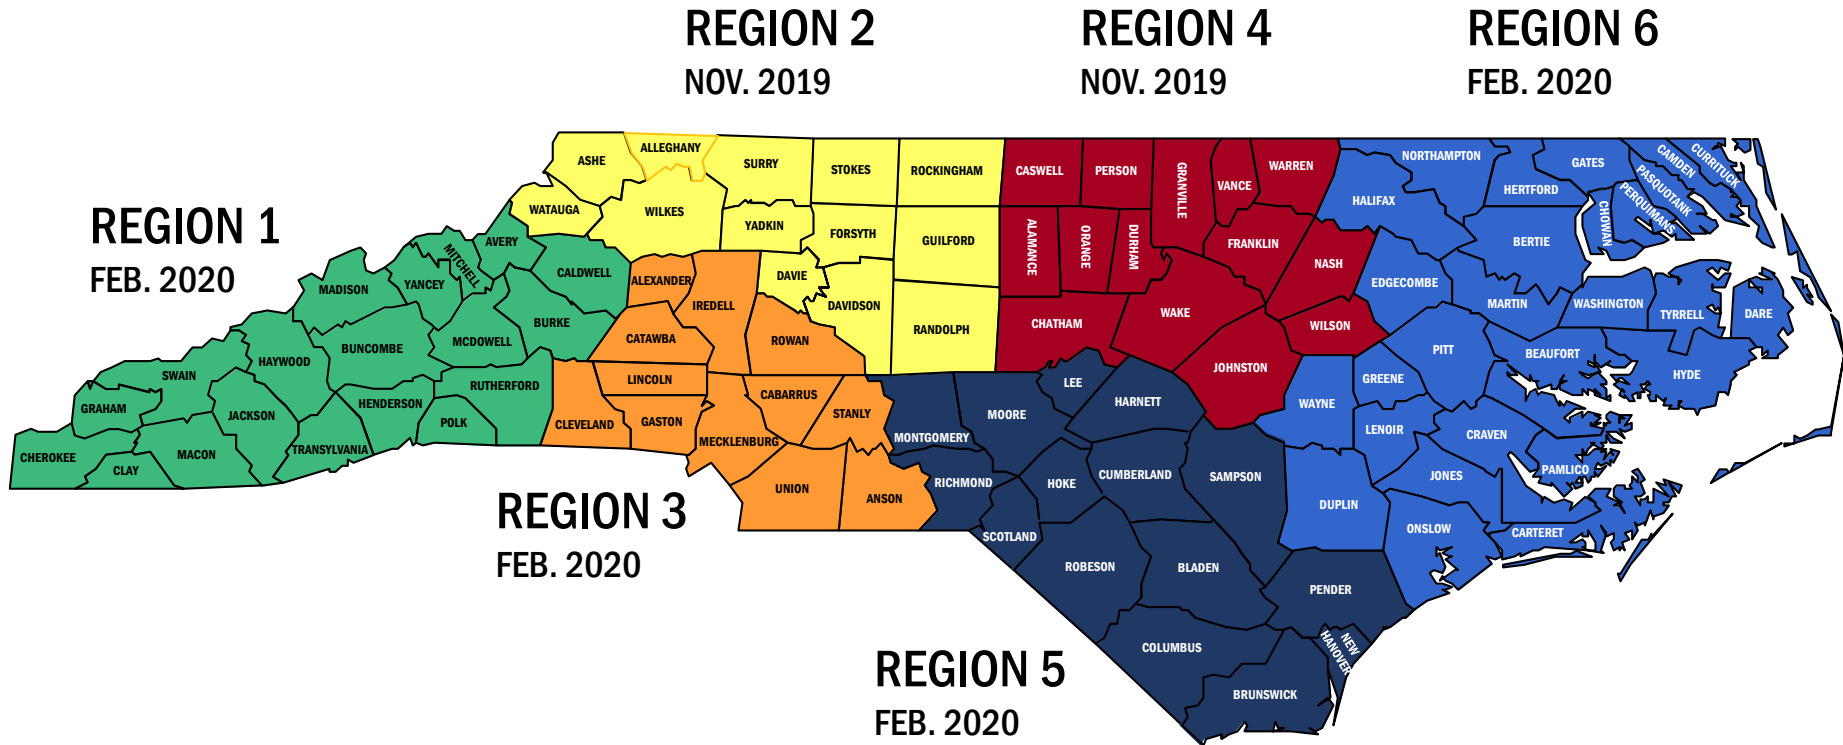 REGION 2
NOV. 2019
REGION 4
NOV. 2019
REGION 6
FEB. 2020
REGION 1
FEB. 2020
REGION 3
FEB. 2020
REGION 5
FEB. 2020
ASHE
ALLEGHANY
SURRY
STOKES
ROCKINGHAM
WATAUGA
WILKES
YADKIN
FORSYTH
GUILFORD
DAVIE
DAVIDSON
RANDOLPH
CASWELL
PERSON
GRANVILLE
VANCE
WARREN
ALAMANCE
ORANGE
DURHAM
FRANKLIN
NASH
CHATHAM
WAKE
WILSON
JOHNSTON
NORTHAMPTON
HERTFORD
GATES
CAMDEN
CURRITUCK
PASQUOTANK
PERQUIMANS
CHOWAN
HALIFAX
BERTIE
EDGECOMBE
MARTIN
WASHINGTON
TYRRELL
DARE
PITT
BEAUFORT
HYDE
GREENE
WAYNE
LENOIR
CRAVEN
PAMLICO
JONES
DUPLIN
ONSLOW
CARTERET
AVERY
MITCHELL
YANCEY
MADISON
CALDWELL
BURKE
MCDOWELL
BUNCOMBE
HAYWOOD
SWAIN
GRAHAM
JACKSON
HENDERSON
RUTHERFORD
POLK
TRANSYLVANIA
MACON
CHEROKEE
CLAY
ALEXANDER
IREDELL
CATAWBA
ROWAN
LINCOLN
CLEVELAND
GASTON
CABARRUS
STANLY
MECKLENBURG
UNION
ANSON
LEE
MOORE
HARNETT
MONTGOMERY
RICHMOND
HOKE
CUMBERLAND
SAMPSON
SCOTLAND
ROBESON
BLADEN
PENDER
COLUMBUS
NEW
HANOVER
BRUNSWICK